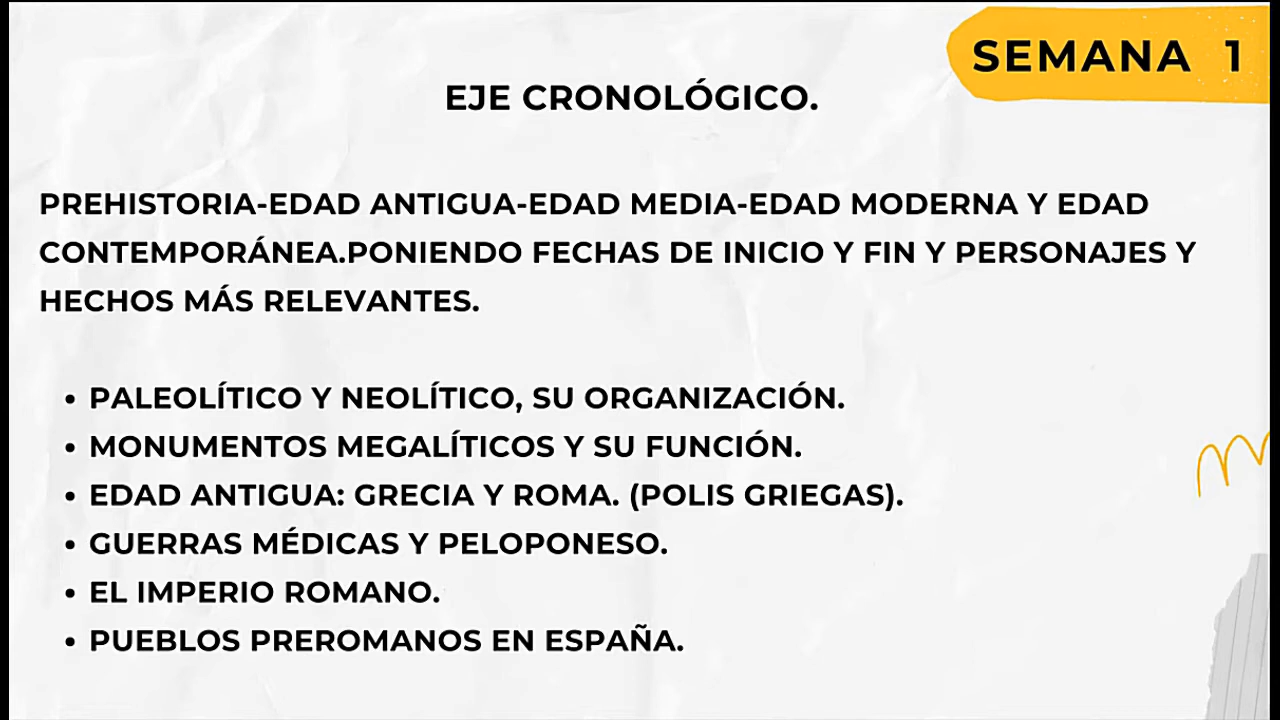 SEMANA 1
EJE CRONOLÓGICO.
PREHISTORIA-EDAD ANTIGUA-EDAD MEDIA-EDAD MODERNA Y EDAD
CONTEMPORÁNEA.PONIENDO FECHAS DE INICIO Y FIN Y PERSONAJES Y
HECHOS MÁS RELEVANTES.
• PALEOLÍTICO Y NEOLÍTICO, SU ORGANIZACIÓN.
• MONUMENTOS MEGALÍTICOS Y SU FUNCIÓN.
• EDAD ANTIGUA: GRECIA Y ROMA. (POLIS GRIEGAS).
• GUERRAS MÉDICAS Y PELOPONESO.
• EL IMPERIO ROMANO.
• PUEBLOS PREROMANOS EN ESPAÑA.